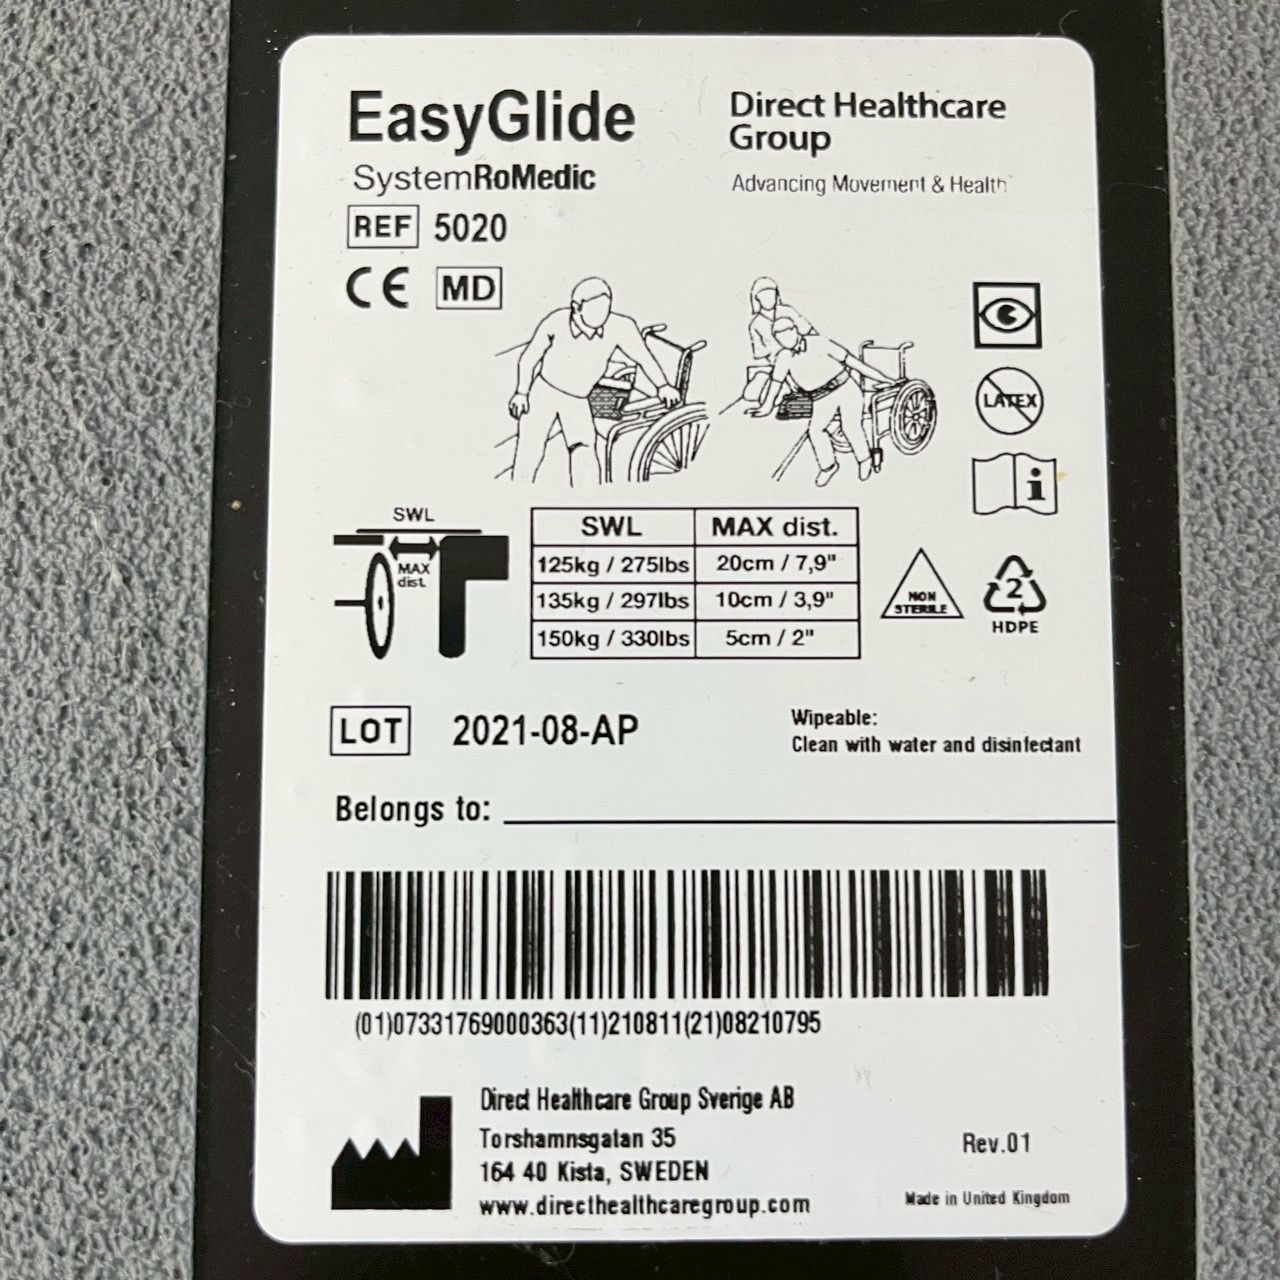 EasyGlide
SystemRoMedic
Direct Healthcare
Group
Advancing Movement & Health
REF 5020
CE MD
LATEX
i
SWL
MAX
dist.
SWL MAX dist.
125kg / 275lbs 20cm / 7,9"
135kg / 297lbs 10cm / 3,9"
150kg / 330lbs 5cm / 2"
NON
STERILE
2
HDPE
LOT 2021-08-AP
Wipeable:
Clean with water and disinfectant
Belongs to:
(01)07331769000363(11)210811(21)08210795
Direct Healthcare Group Sverige AB
Torshamnsgatan 35
164 40 Kista, SWEDEN
www.directhealthcaregroup.com
Rev.01
Made in United Kingdom